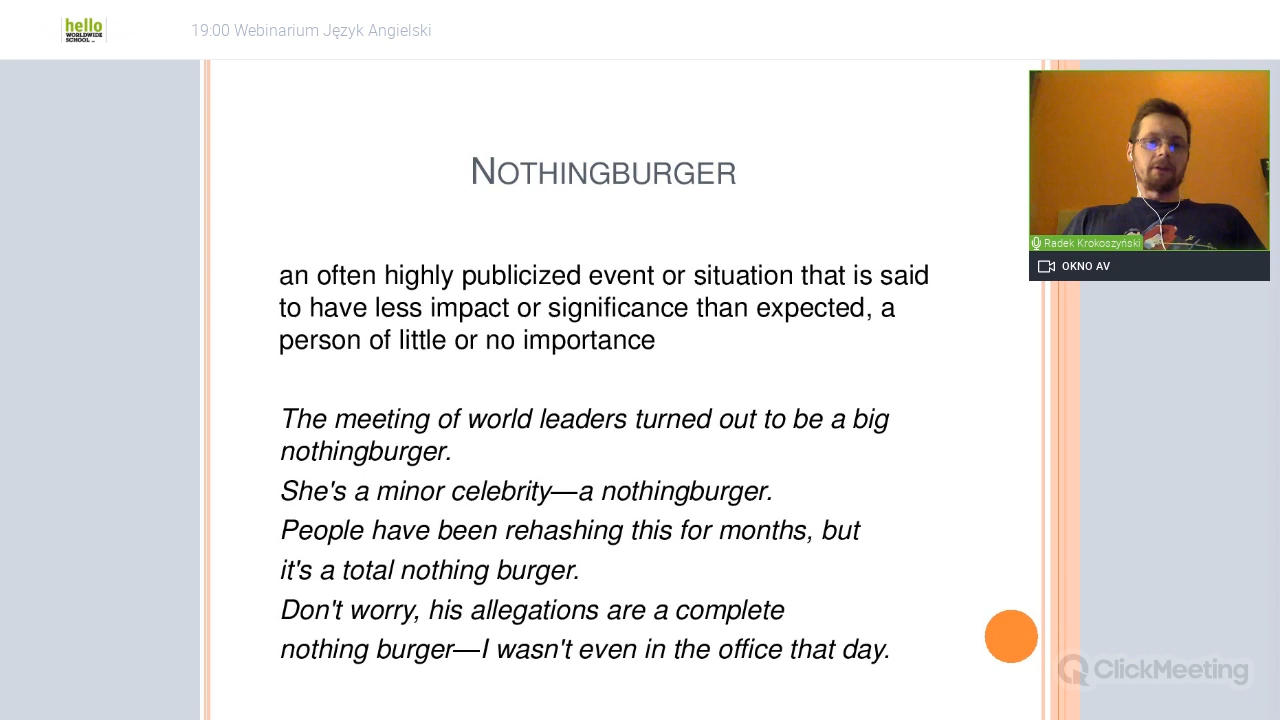 hello
WORLDWIDE
SCHOOL
19:00 Webinarium Język Angielski
NOTHINGBURGER
an often highly publicized event or situation that is said
to have less impact or significance than expected, a
person of little or no importance
The meeting of world leaders turned out to be a big
nothingburger.
She's a minor celebrity—a nothingburger.
People have been rehashing this for months, but
it's a total nothing burger.
Don't worry, his allegations are a complete
nothing burger—I wasn't even in the office that day.
Radek Krokoszyński
OKNO AV
ClickMeeting